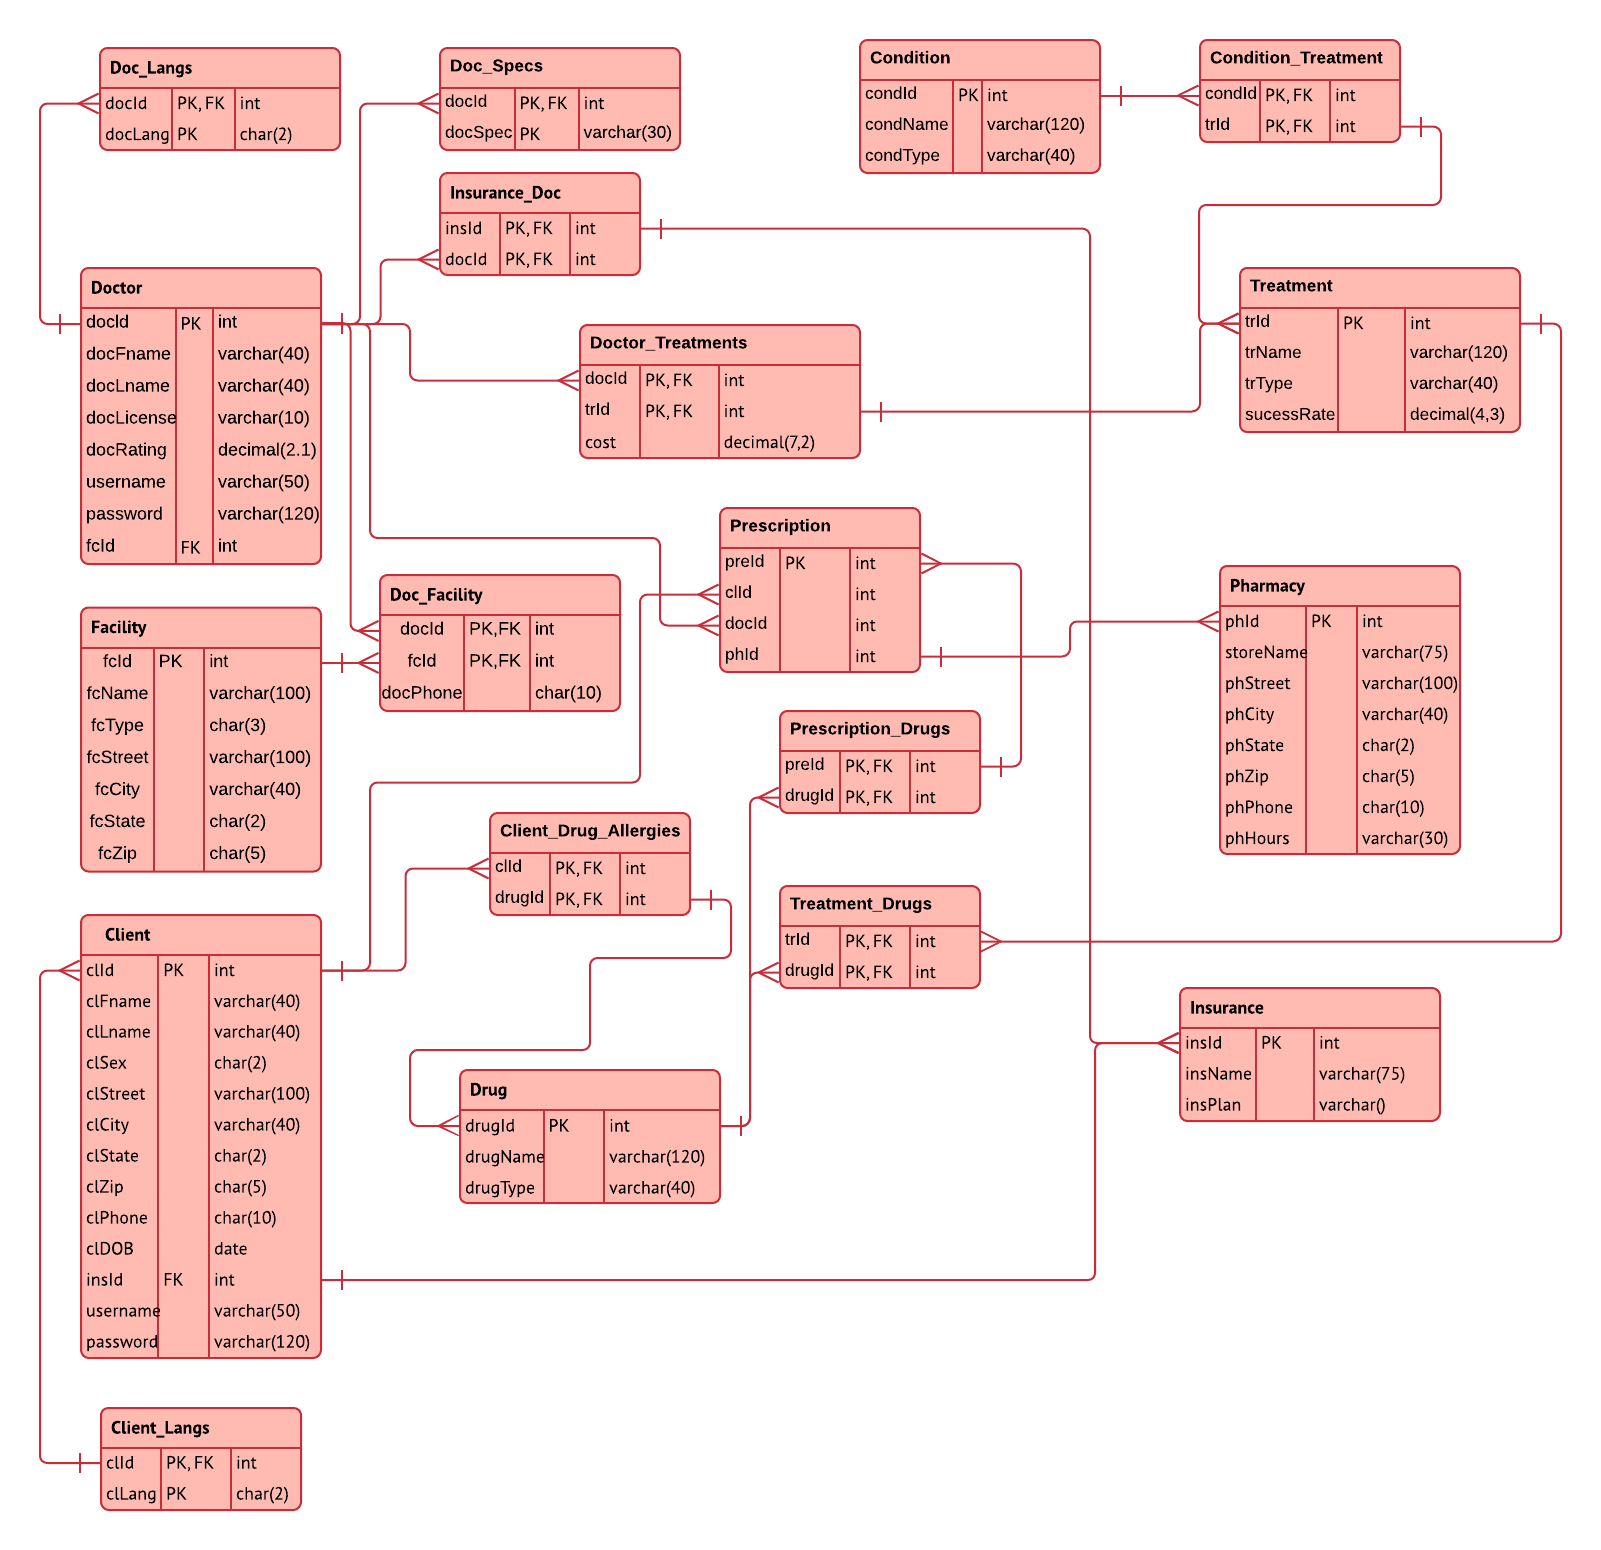 Doc_Langs
docId PK, FK int
docLang PK char(2)
Doc_Specs
docId PK, FK int
docSpec PK varchar(30)
Condition
condId PK int
condName varchar(120)
condType varchar(40)
Condition_Treatment
condId PK, FK int
trId PK, FK int
Insurance_Doc
insId PK, FK int
docId PK, FK int
Doctor
docId PK int
docFname varchar(40)
docLname varchar(40)
docLicense varchar(10)
docRating decimal(2.1)
username varchar(50)
password varchar(120)
fcId FK int
Treatment
trId PK int
trName varchar(120)
trType varchar(40)
sucessRate decimal(4,3)
Doctor_Treatments
docId PK, FK int
trId PK, FK int
cost decimal(7,2)
Prescription
preId PK int
clId int
docId int
phId int
Doc_Facility
docId PK,FK int
fcId PK,FK int
docPhone char(10)
Pharmacy
phId PK int
storeName varchar(75)
phStreet varchar(100)
phCity varchar(40)
phState char(2)
phZip char(5)
phPhone char(10)
phHours varchar(30)
Facility
fcId PK int
fcName varchar(100)
fcType char(3)
fcStreet varchar(100)
fcCity varchar(40)
fcState char(2)
fcZip char(5)
Prescription_Drugs
preId PK, FK int
drugId PK, FK int
Client_Drug_Allergies
clId PK, FK int
drugId PK, FK int
Treatment_Drugs
trId PK, FK int
drugId PK, FK int
Client
clId PK int
clFname varchar(40)
clLname varchar(40)
clSex char(2)
clStreet varchar(100)
clCity varchar(40)
clState char(2)
clZip char(5)
clPhone char(10)
clDOB date
insId FK int
username varchar(50)
password varchar(120)
Insurance
insId PK int
insName varchar(75)
insPlan varchar()
Drug
drugId PK int
drugName varchar(120)
drugType varchar(40)
Client_Langs
clId PK, FK int
clLang PK char(2)